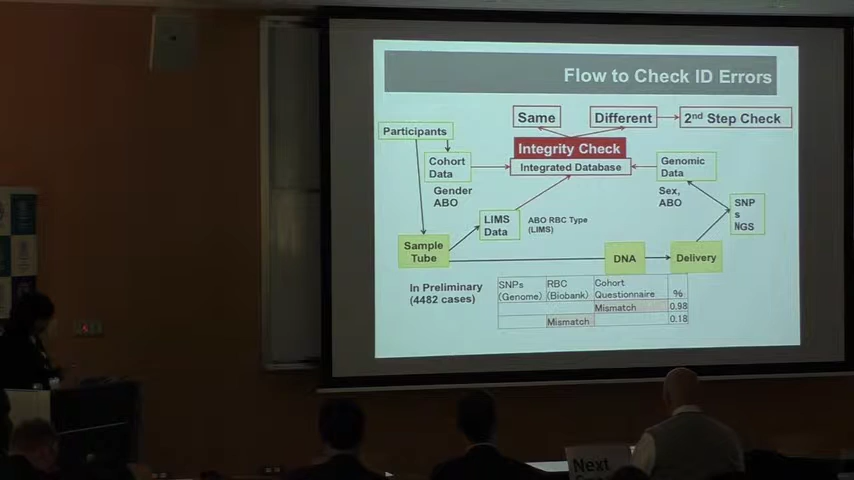 Flow to Check ID Errors
Same
Different
2nd Step Check
Participants
Integrity Check
Integrated Database
Cohort
Data
Genomic
Data
Gender
ABO
Sex,
ABO
LIMS
Data
ABO RBC Type
(LIMS)
SNP
s
NGS
Sample
Tube
DNA
Delivery
In Preliminary
(4482 cases)
SNPs
(Genome)
RBC
(Biobank)
Cohort
Questionnaire
%
Mismatch
0.98
Mismatch
0.18
Next